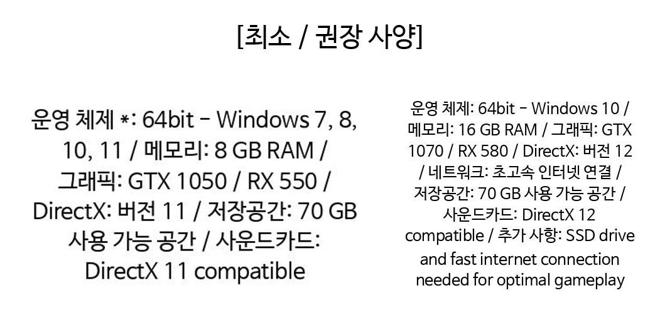 [최소 / 권장 사양]
운영 체제 *: 64bit - Windows 7, 8,
10, 11 / 메모리: 8 GB RAM /
그래픽: GTX 1050 / RX 550 /
DirectX: 버전 11 / 저장공간: 70 GB
사용 가능 공간 / 사운드카드:
DirectX 11 compatible
운영 체제: 64bit - Windows 10 /
메모리: 16 GB RAM / 그래픽: GTX
1070 / RX 580 / DirectX: 버전 12
/ 네트워크: 초고속 인터넷 연결 /
저장공간: 70 GB 사용 가능 공간 /
사운드카드: DirectX 12
compatible / 추가 사항: SSD drive
and fast internet connection
needed for optimal gameplay